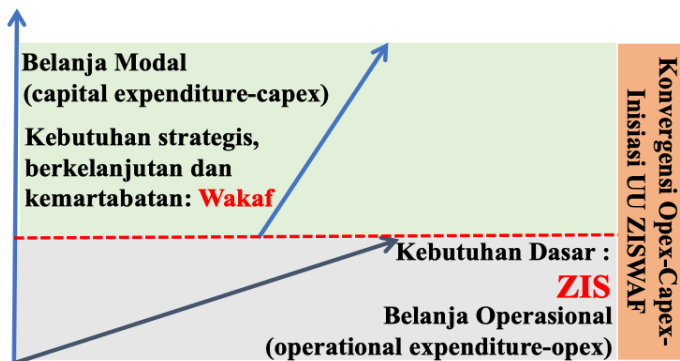 Belanja Modal
(capital expenditure-capex)
Kebutuhan strategis,
berkelanjutan dan
kemartabatan: Wakaf
Kebutuhan Dasar :
ZIS
Belanja Operasional
(operational expenditure-opex)
Konvergensi Opex-Capex-
Inisiasi UU ZISWAF